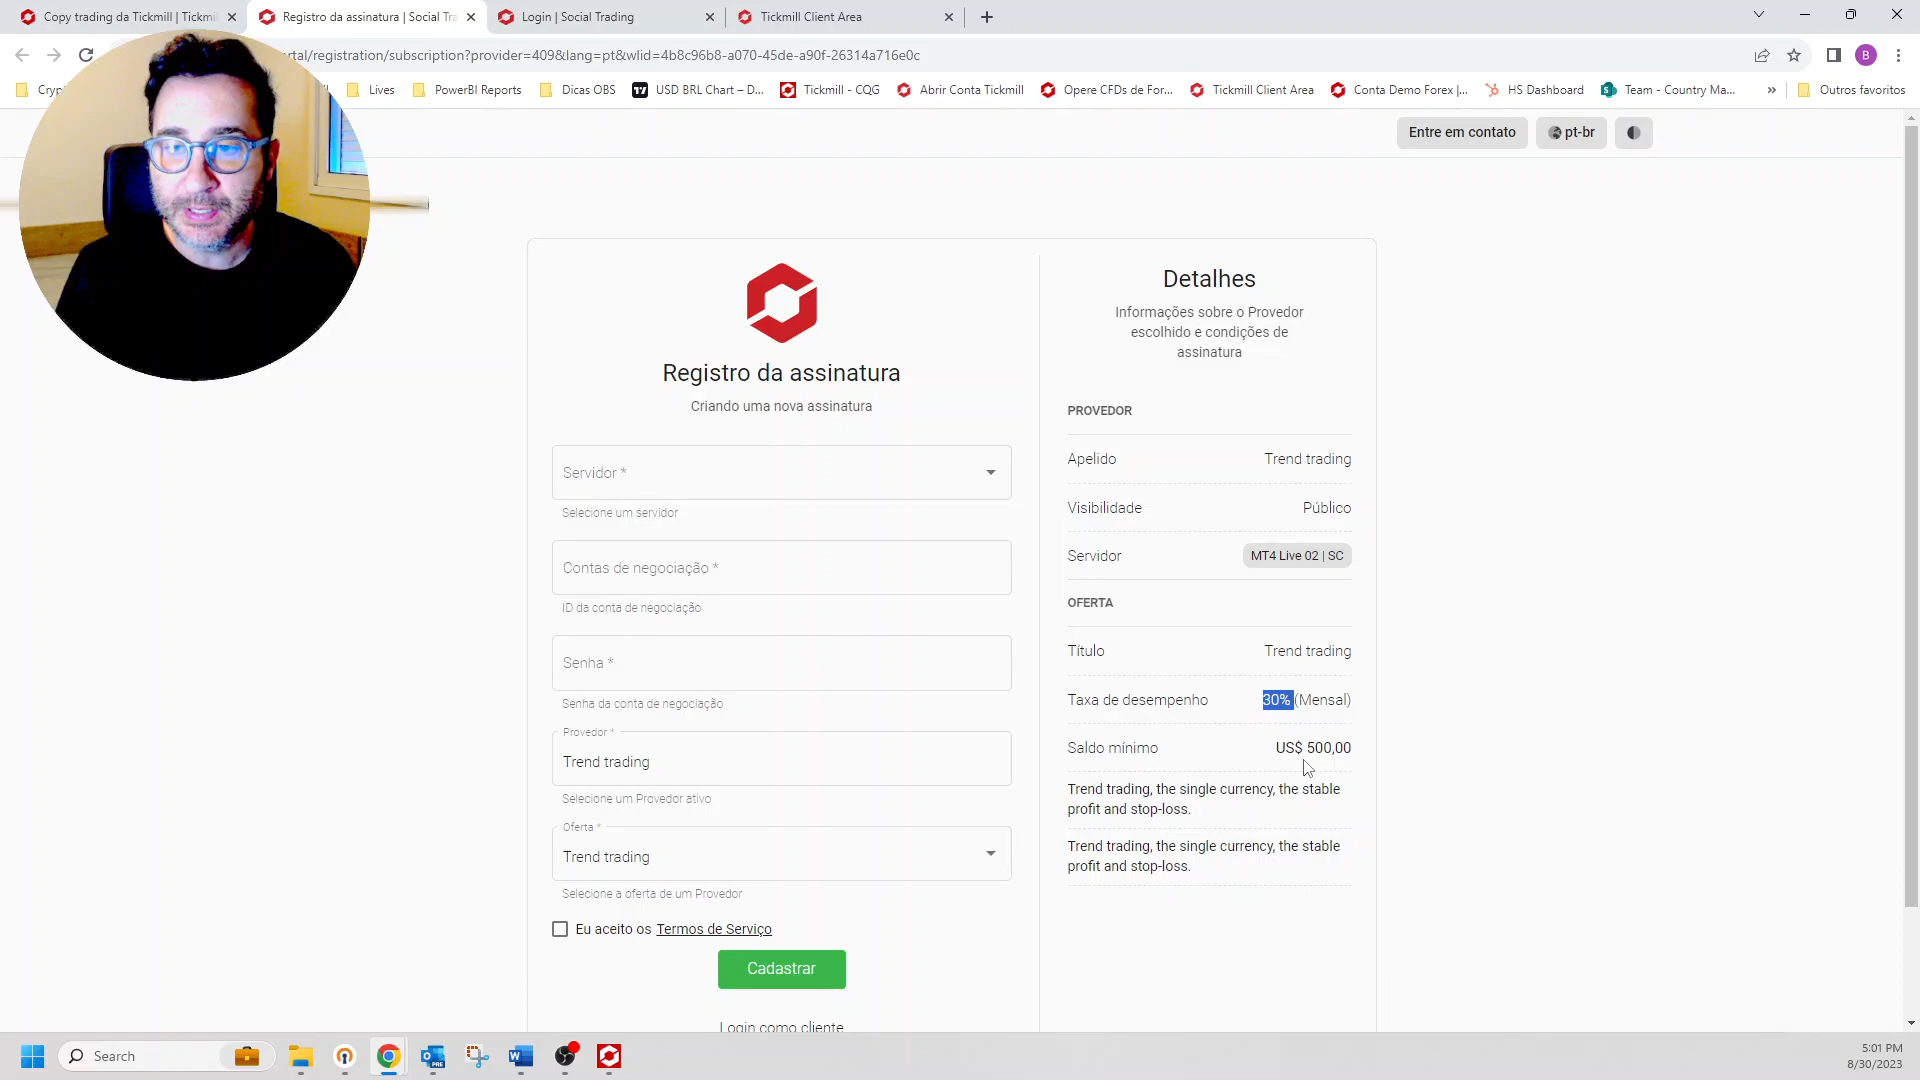 Copy trading da Tickmill | Tickmi
Registro da assinatura | Social Tra
Login | Social Trading
Tickmill Client Area
rtal/registration/subscription?provider=409&lang=pt&wlid=4b8c96b8-a070-45de-a90f-26314a716e0c
B
Lives
PowerBI Reports
Dicas OBS
USD BRL Chart – D...
Tickmill - CQG
Abrir Conta Tickmill
Opere CFDs de For...
Tickmill Client Area
Conta Demo Forex |...
HS Dashboard
Team - Country Ma...
Outros favoritos
Entre em contato
pt-br
Registro da assinatura
Criando uma nova assinatura
Servidor *
Selecione um servidor
Contas de negociação *
ID da conta de negociação
Senha *
Senha da conta de negociação
Provedor *
Trend trading
Selecione um Provedor ativo
Oferta *
Trend trading
Selecione a oferta de um Provedor
Eu aceito os Termos de Serviço
Cadastrar
Login como cliente
Detalhes
Informações sobre o Provedor
escolhido e condições de
assinatura
PROVEDOR
Apelido Trend trading
Visibilidade Público
Servidor MT4 Live 02 | SC
OFERTA
Título Trend trading
Taxa de desempenho 30% (Mensal)
Saldo mínimo US$ 500,00
Trend trading, the single currency, the stable
profit and stop-loss.
Trend trading, the single currency, the stable
profit and stop-loss.
Search
5:01 PM
8/30/2023